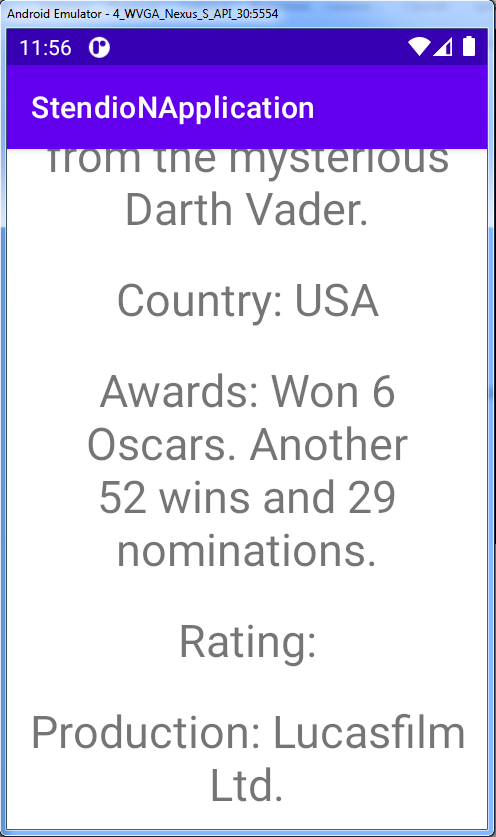 Android Emulator - 4_WVGA_Nexus_S_API_30:5554
11:56
StendioNApplication
from the mysterious
Darth Vader.
Country: USA
Awards: Won 6
Oscars. Another
52 wins and 29
nominations.
Rating:
Production: Lucasfilm
Ltd.